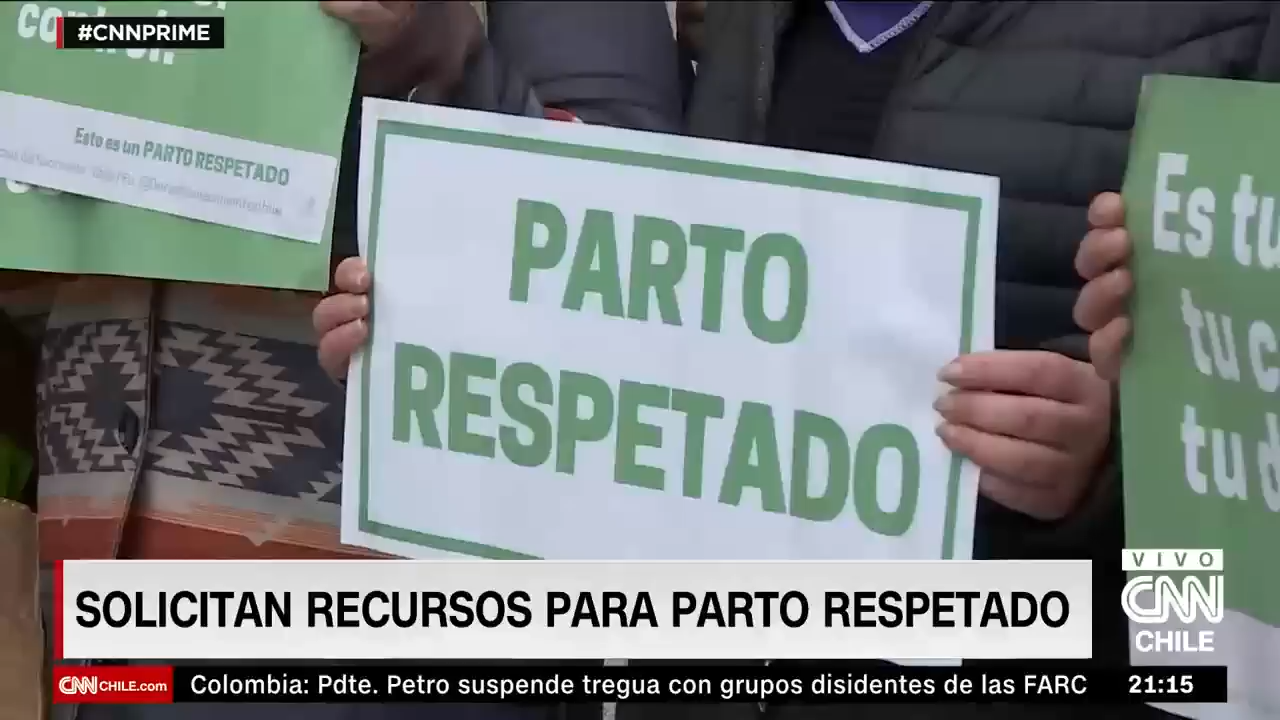 #CNNPRIME
Esto es un PARTO RESPETADO
PARTO
RESPETADO
Es tu
tu c
tu d
SOLICITAN RECURSOS PARA PARTO RESPETADO
VIVO
CNN
CHILE
CNNCHILE.com
Colombia: Pdte. Petro suspende tregua con grupos disidentes de las FARC
21:15